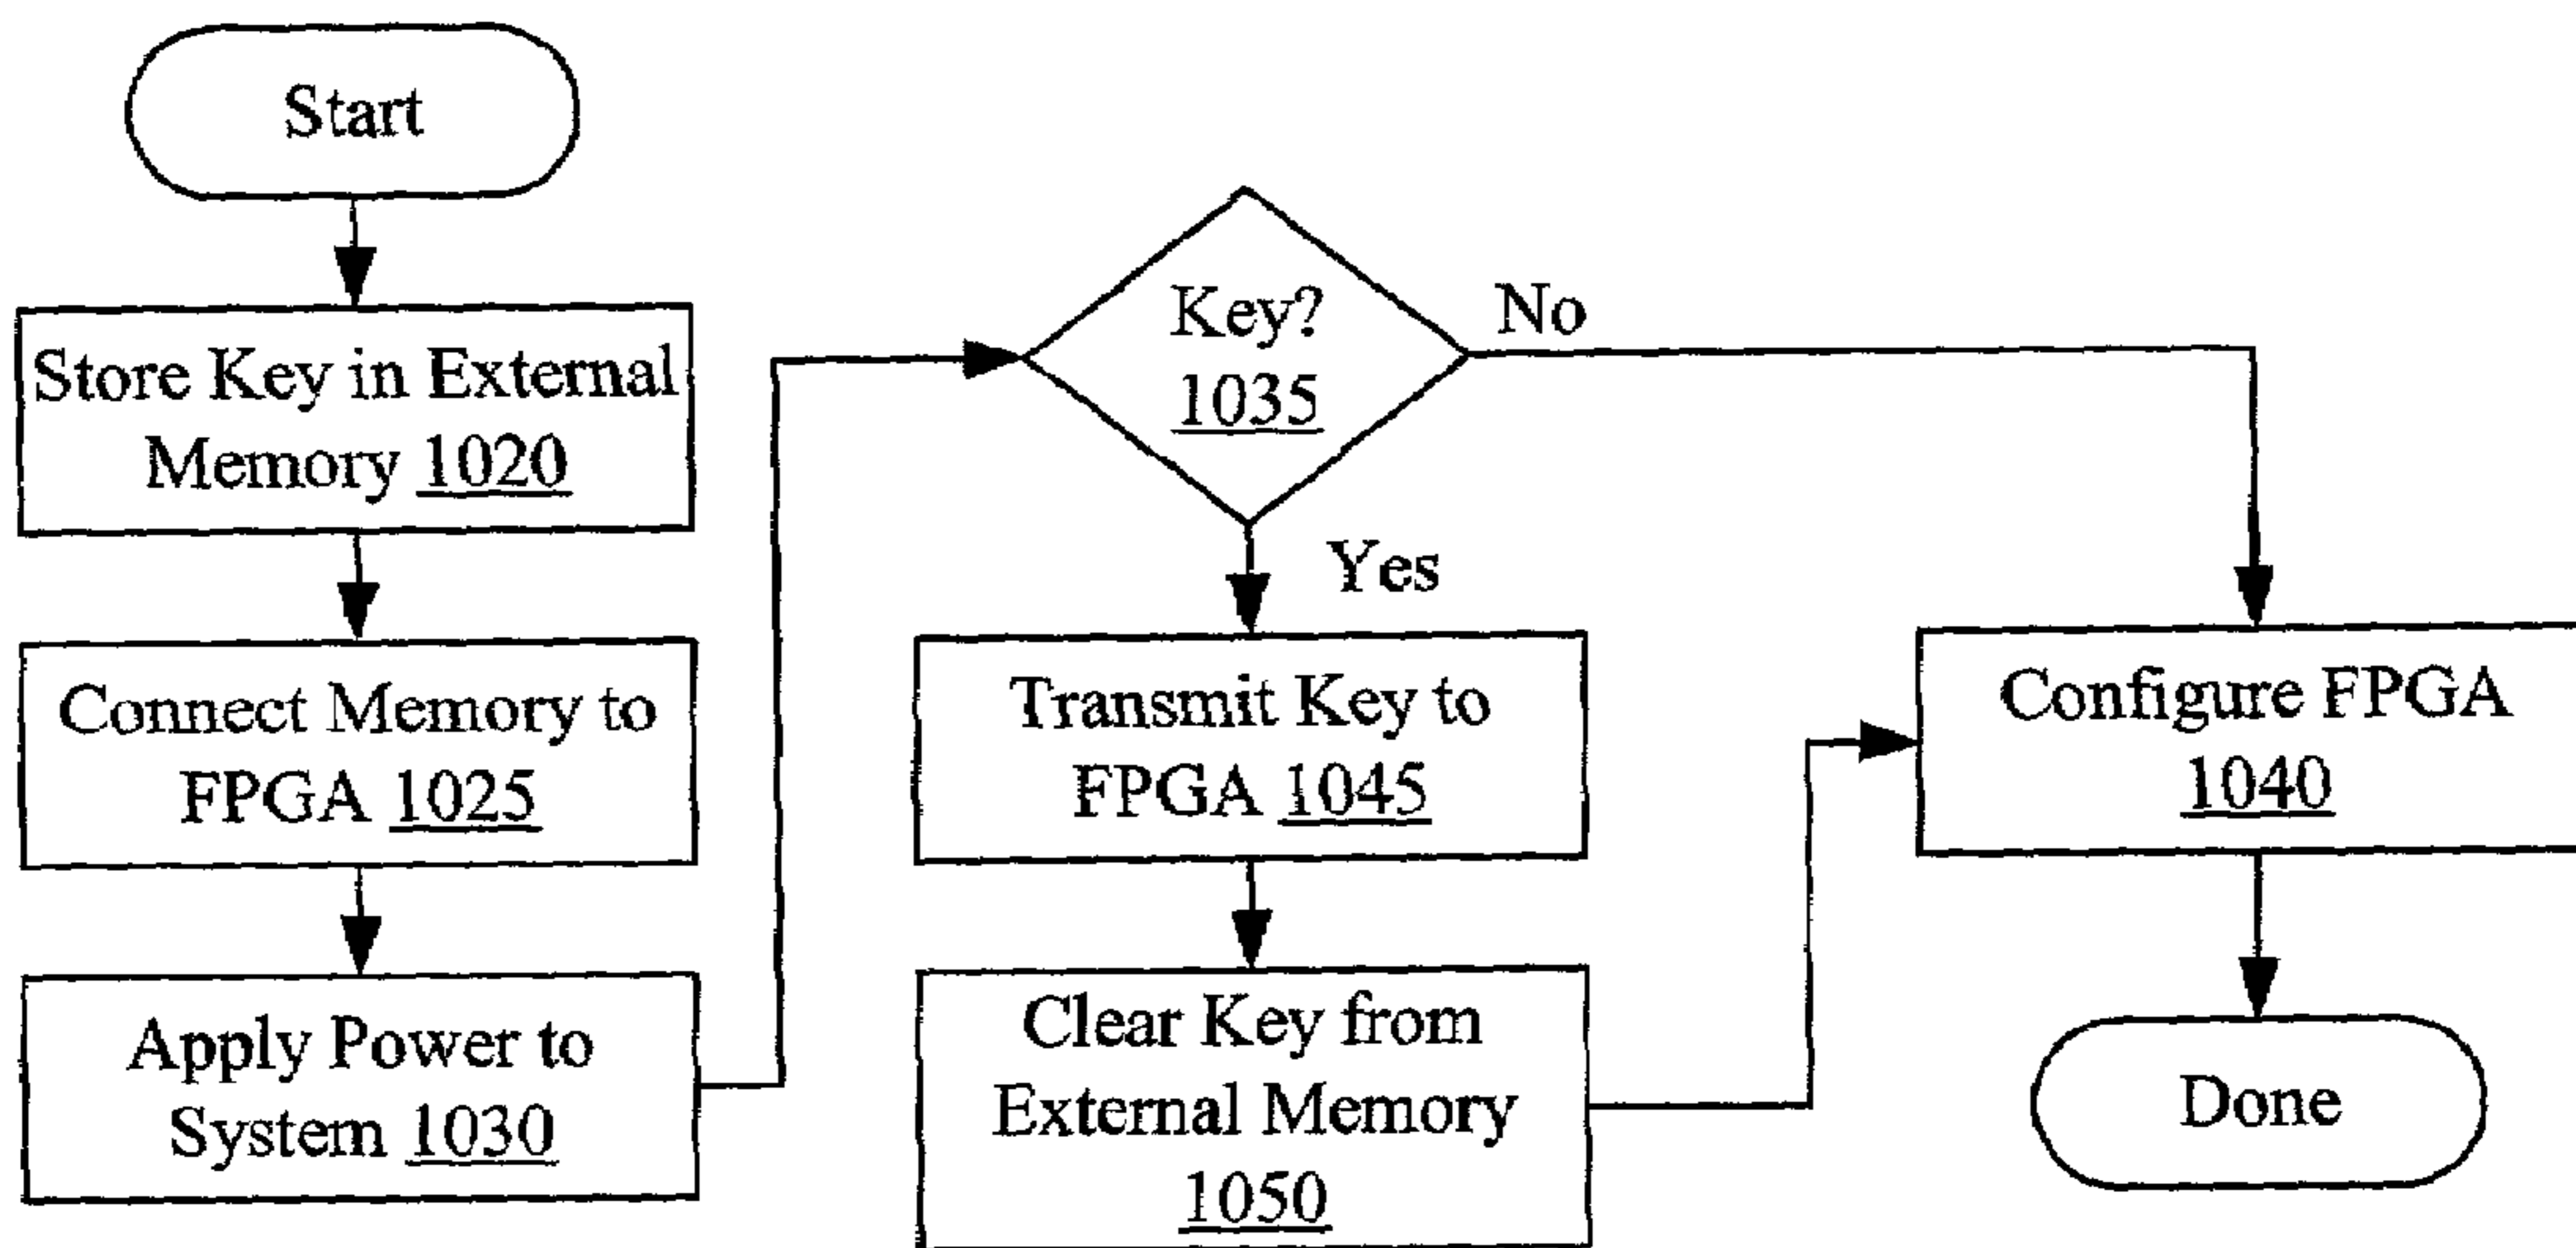 Start
Store Key in External
Memory 1020
Connect Memory to
FPGA 1025
Apply Power to
System 1030
Key?
1035
No
Yes
Transmit Key to
FPGA 1045
Clear Key from
External Memory
1050
Configure FPGA
1040
Done